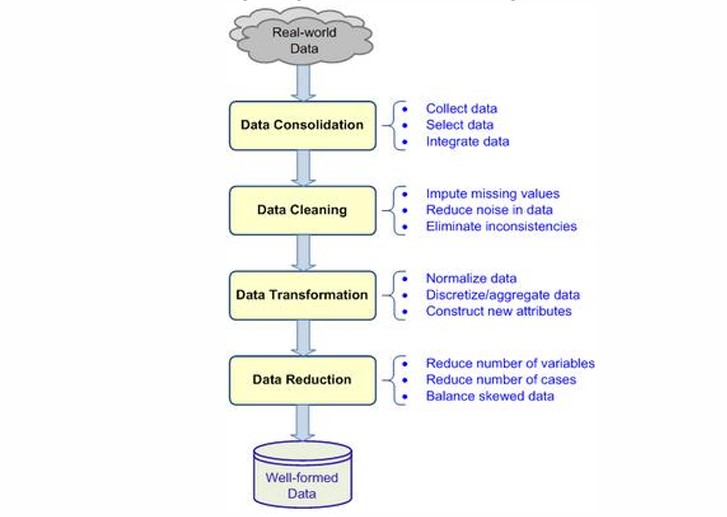 Real-world
Data
Data Consolidation
• Collect data
• Select data
• Integrate data
Data Cleaning
• Impute missing values
• Reduce noise in data
• Eliminate inconsistencies
Data Transformation
• Normalize data
• Discretize/aggregate data
• Construct new attributes
Data Reduction
• Reduce number of variables
• Reduce number of cases
• Balance skewed data
Well-formed
Data